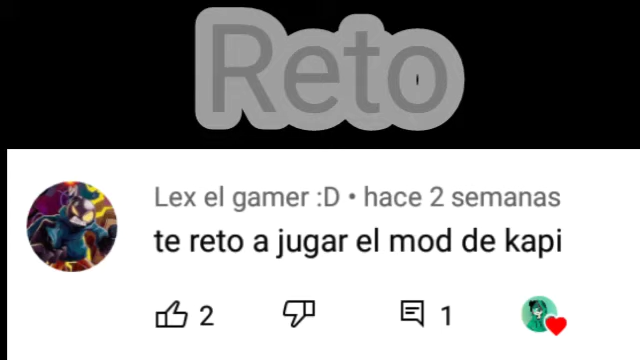 Reto
Lex el gamer :D • hace 2 semanas
te reto a jugar el mod de kapi
2 1